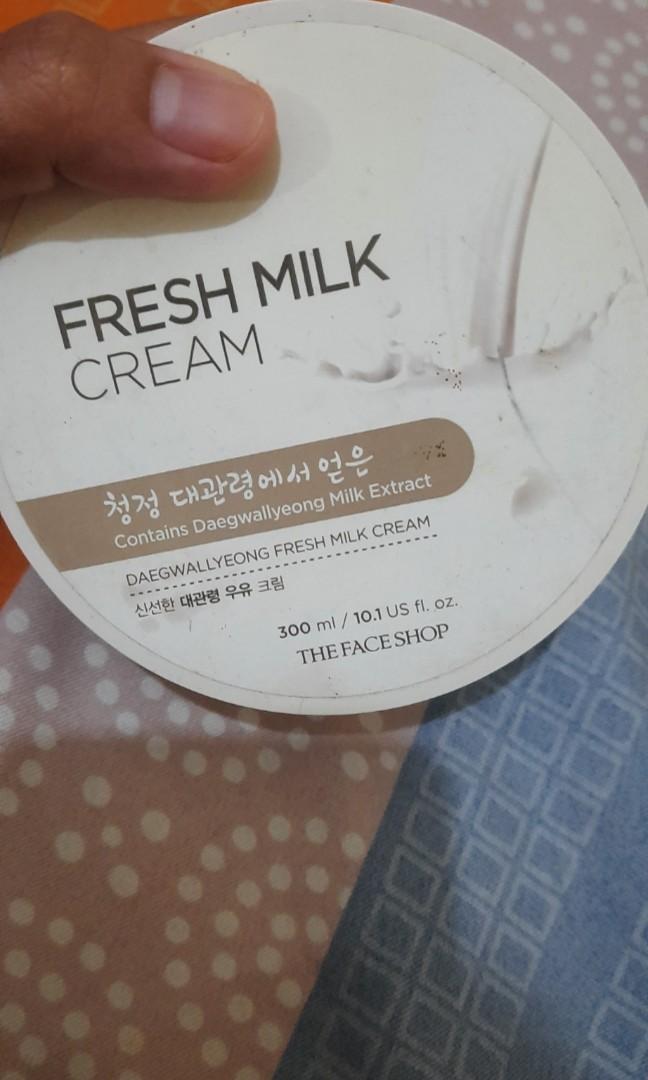 FRESH MILK
CREAM
청정 대관령에서 얻은
Contains Daegwallyeong Milk Extract
DAEGWALLYEONG FRESH MILK CREAM
신선한 대관령 우유 크림
300 ml / 10.1 US fl. oz.
THE FACE SHOP